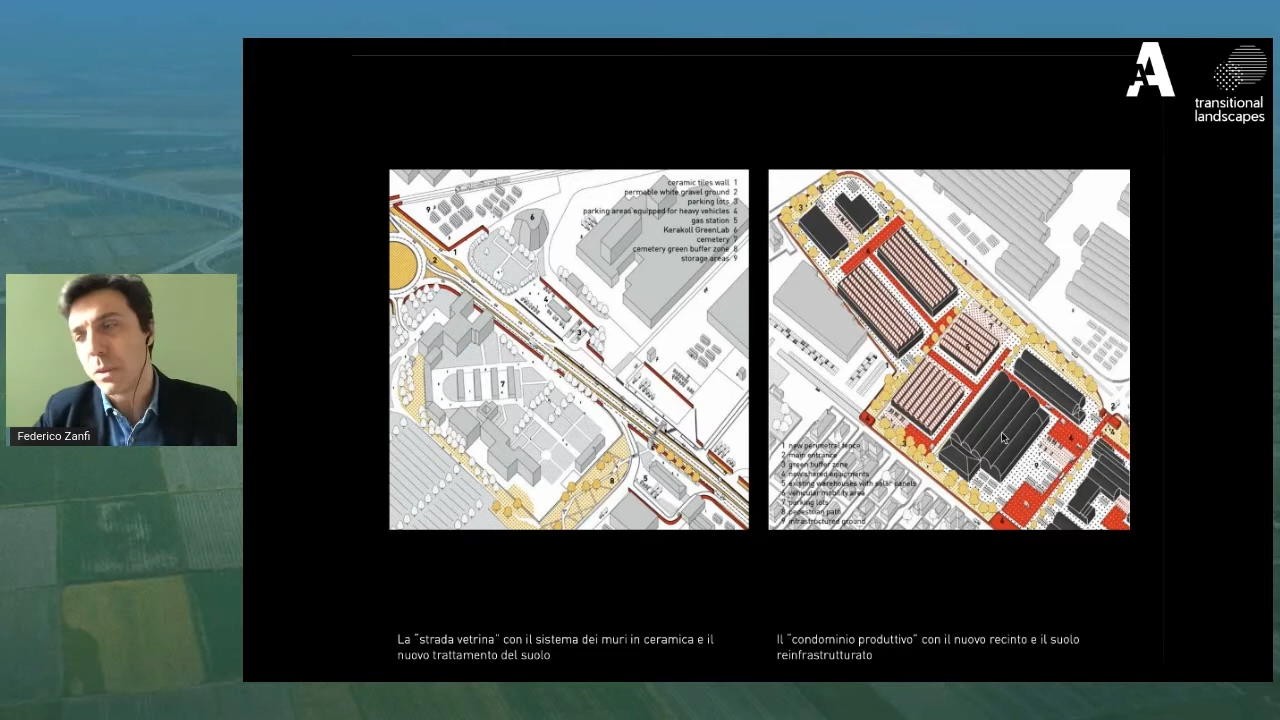 A
transitional
landscapes
ceramic tiles wall 1
permable white gravel ground 2
parking lots 3
parking areas equipped for heavy vehicles 4
gas station 5
Kerakoll GreenLab 6
cemetery 7
cemetery green buffer zone 8
storage areas 9
1 new perimetral fence
2 main entrance
3 green buffer zone
4 new shared equipments
5 existing warehouses with solar panels
6 vehicular mobility area
7 parking lots
8 pedestrian path
9 infrastructured ground
Federico Zanfi
La "strada vetrina" con il sistema dei muri in ceramica e il
nuovo trattamento del suolo
Il "condominio produttivo" con il nuovo recinto e il suolo
reinfrastrutturato